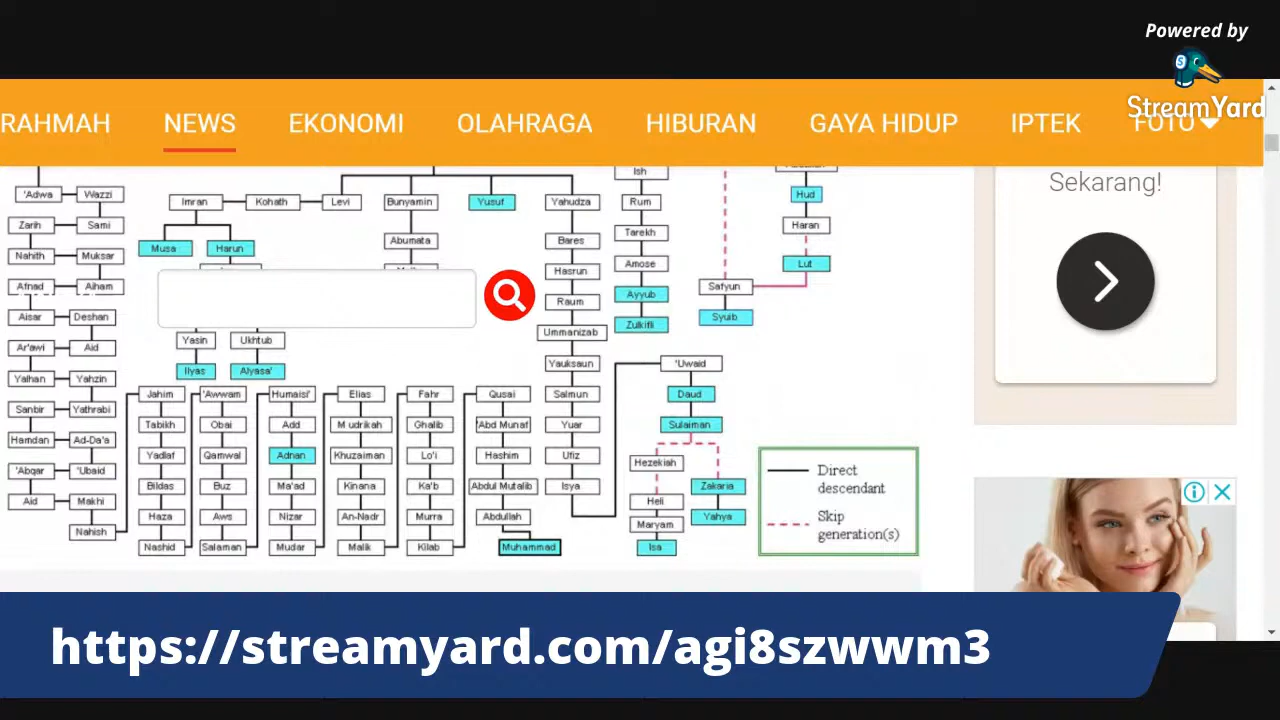 Powered by
StreamYard
RAHMAH NEWS EKONOMI OLAHRAGA HIBURAN GAYA HIDUP IPTEK FOTO
Sekarang!
'Adwa Wazzi
Zarih Sami
Nahith Muksar
Afnad Aiham
Aisar Deshan
Ar'awi Aid
Yalhan Yahzin
Sanbir Yathrabi
Hamdan Ad-Da'a
'Abqar 'Ubaid
Aid Makhi
Nahish
Imran Kohath Levi Bunyamin Yusuf Yahudza
Musa Harun
Abumata
Yasin Ukhtub
Ilyas Alyasa'
Bares
Hasrun
Raum
Ummanizab
Yauksaun
Salmun
Yuar
Ufiz
Isya
Jahim
Tabikh
Yadlaf
Bildas
Haza
Nashid
'Awwam
Obai
Qamwal
Buz
Aws
Salaman
Humaisi'
Add
Adnan
Ma'ad
Nizar
Mudar
Elias
Mudrikah
Khuzaiman
Kinana
An-Nadr
Malik
Fahr
Ghalib
Lo'i
Ka'b
Murra
Kilab
Qusai
'Abd Munaf
Hashim
Abdul Mutalib
Abdullah
Muhammad
Ish
Rum
Tarekh
Amose
Ayyub
Zulkifli
Hud
Haran
Lut
Safyun
Syuib
'Uwaid
Daud
Sulaiman
Hezekiah
Heli
Maryam
Isa
Zakaria
Yahya
Direct
descendant
Skip
generation(s)
https://streamyard.com/agi8szwwm3